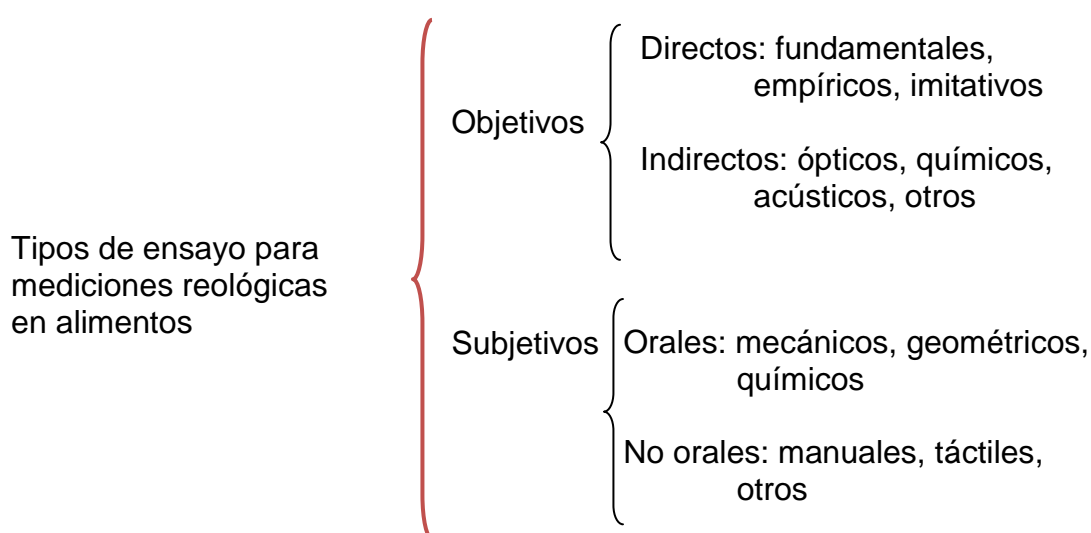 Tipos de ensayo para
mediciones reológicas
en alimentos
Objetivos
Directos: fundamentales,
empíricos, imitativos
Indirectos: ópticos, químicos,
acústicos, otros
Subjetivos
Orales: mecánicos, geométricos,
químicos
No orales: manuales, táctiles,
otros